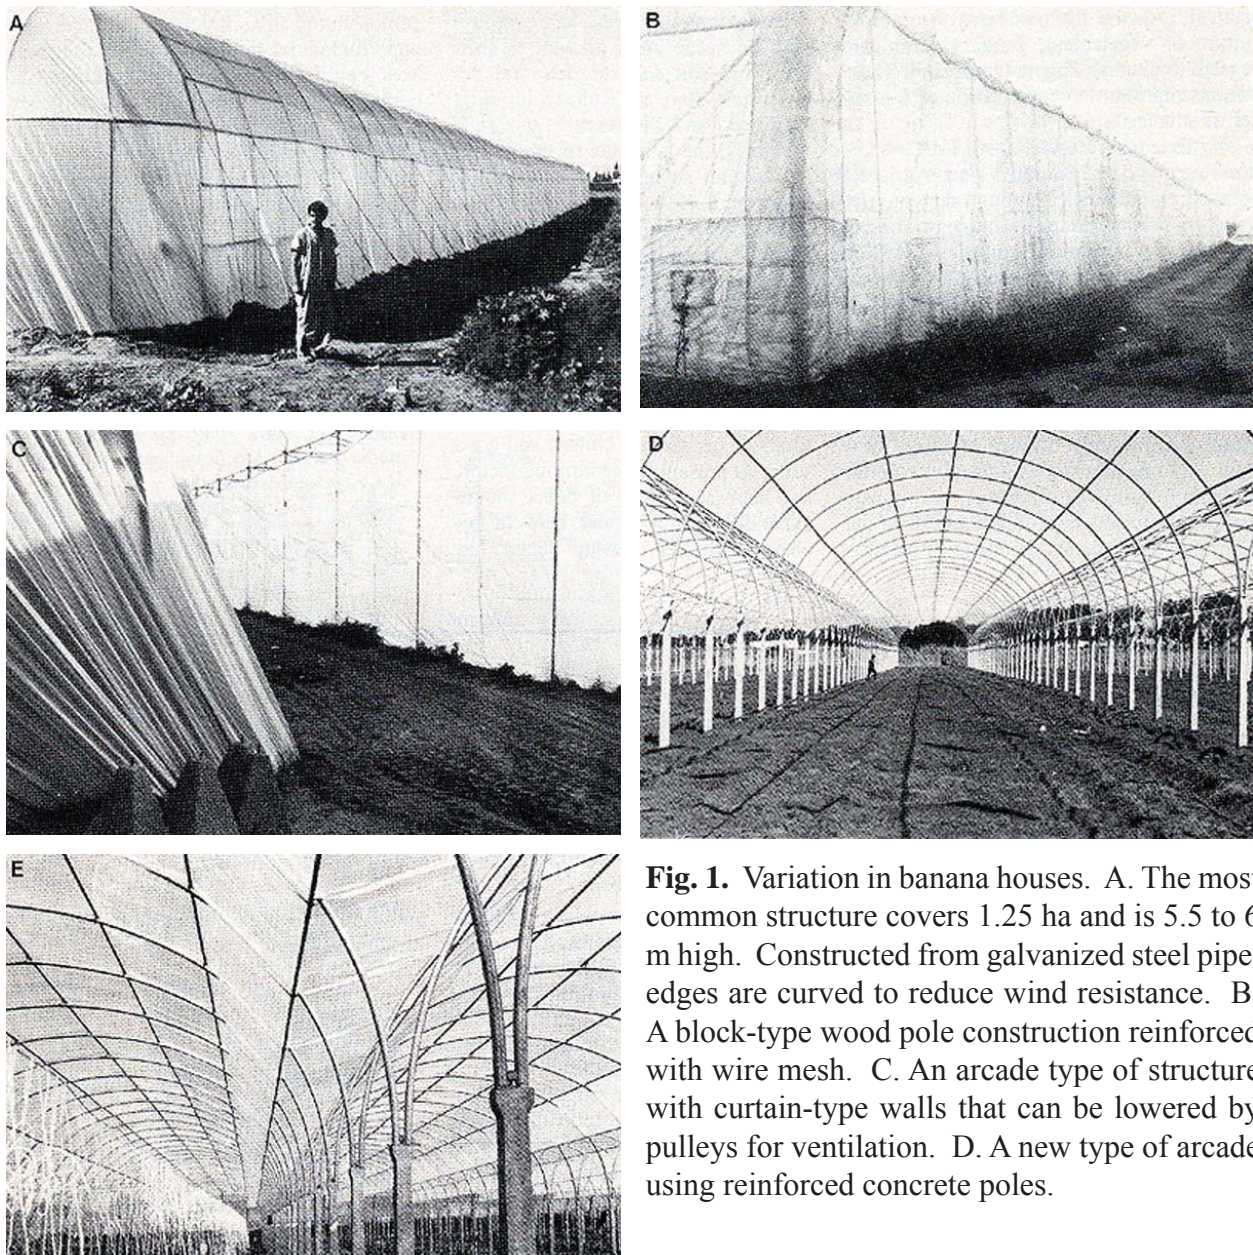 A
B
C
D
E
Fig. 1. Variation in banana houses. A. The most
common structure covers 1.25 ha and is 5.5 to 6
m high. Constructed from galvanized steel pipe
edges are curved to reduce wind resistance. B
A block-type wood pole construction reinforced
with wire mesh. C. An arcade type of structure
with curtain-type walls that can be lowered by
pulleys for ventilation. D. A new type of arcade
using reinforced concrete poles.